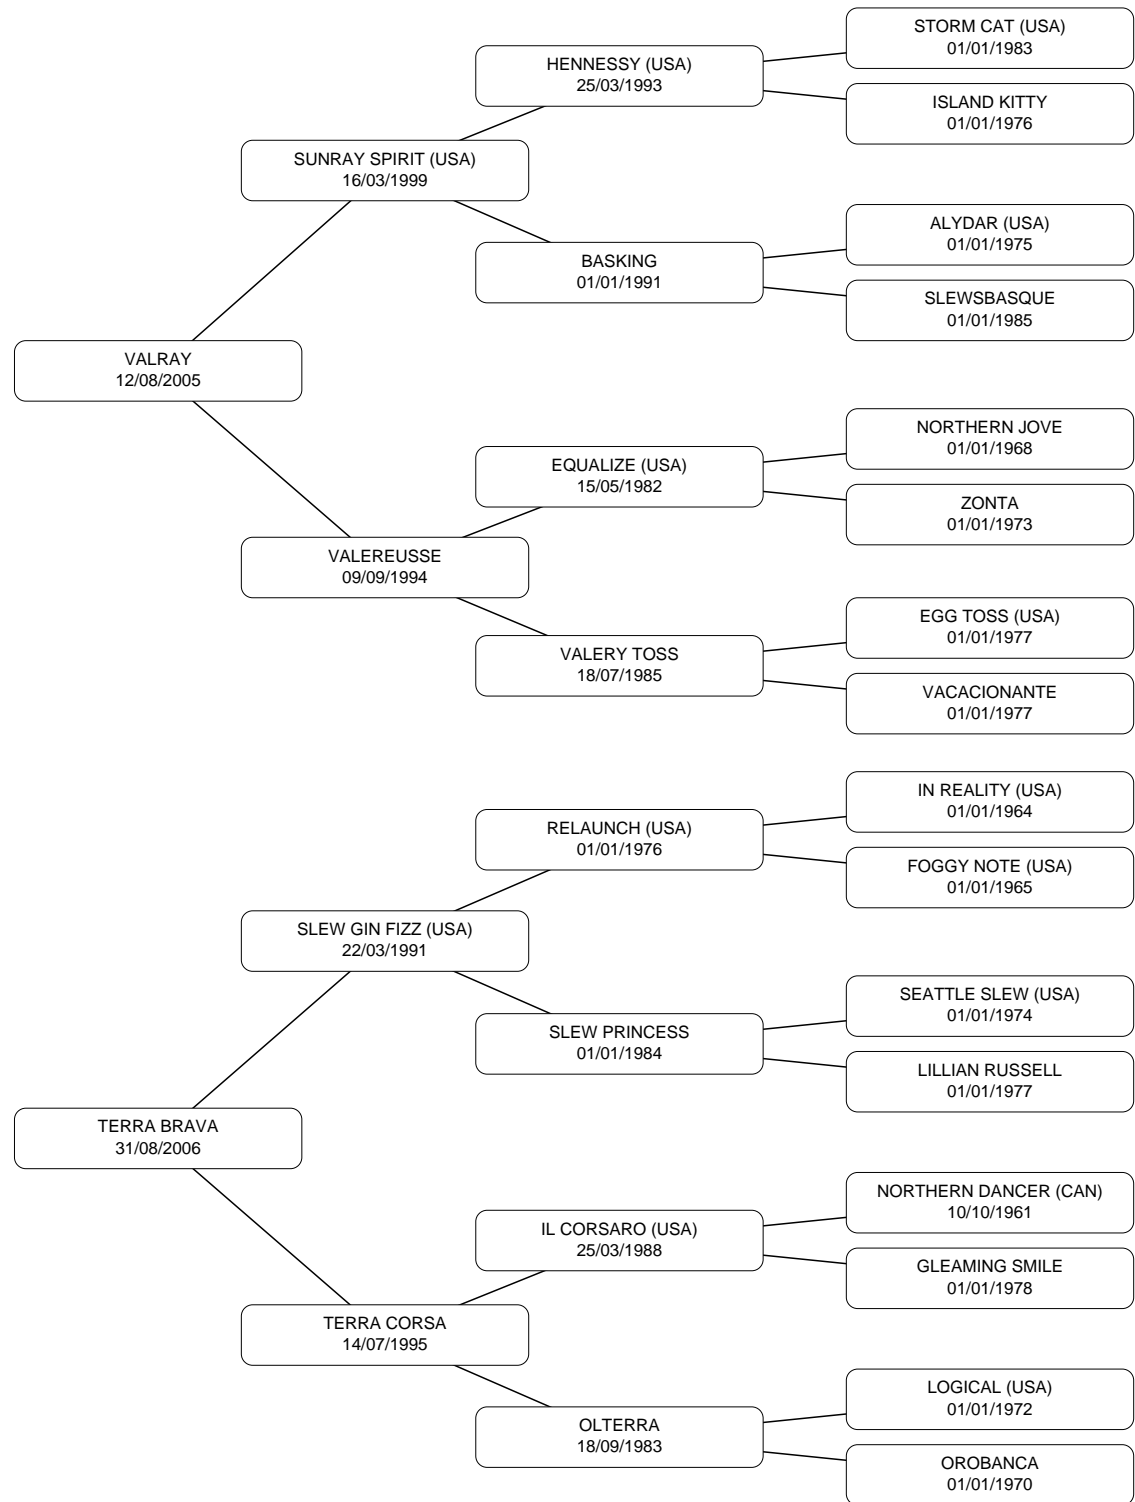 STORM CAT (USA)
01/01/1983
HENNESSY (USA)
25/03/1993
ISLAND KITTY
01/01/1976
SUNRAY SPIRIT (USA)
16/03/1999
ALYDAR (USA)
01/01/1975
BASKING
01/01/1991
SLEWSBASQUE
01/01/1985
VALRAY
12/08/2005
NORTHERN JOVE
01/01/1968
EQUALIZE (USA)
15/05/1982
ZONTA
01/01/1973
VALEREUSSE
09/09/1994
EGG TOSS (USA)
01/01/1977
VALERY TOSS
18/07/1985
VACACIONANTE
01/01/1977
IN REALITY (USA)
01/01/1964
RELAUNCH (USA)
01/01/1976
FOGGY NOTE (USA)
01/01/1965
SLEW GIN FIZZ (USA)
22/03/1991
SEATTLE SLEW (USA)
01/01/1974
SLEW PRINCESS
01/01/1984
LILLIAN RUSSELL
01/01/1977
TERRA BRAVA
31/08/2006
NORTHERN DANCER (CAN)
10/10/1961
IL CORSARO (USA)
25/03/1988
GLEAMING SMILE
01/01/1978
TERRA CORSA
14/07/1995
LOGICAL (USA)
01/01/1972
OLTERRA
18/09/1983
OROBANCA
01/01/1970